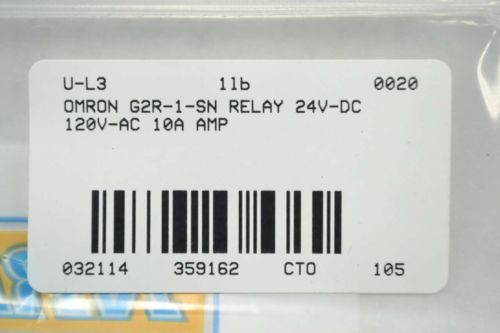 U-L3 1lb 0020
OMRON G2R-1-SN RELAY 24V-DC
120V-AC 10A AMP
032114 359162 CTO 105